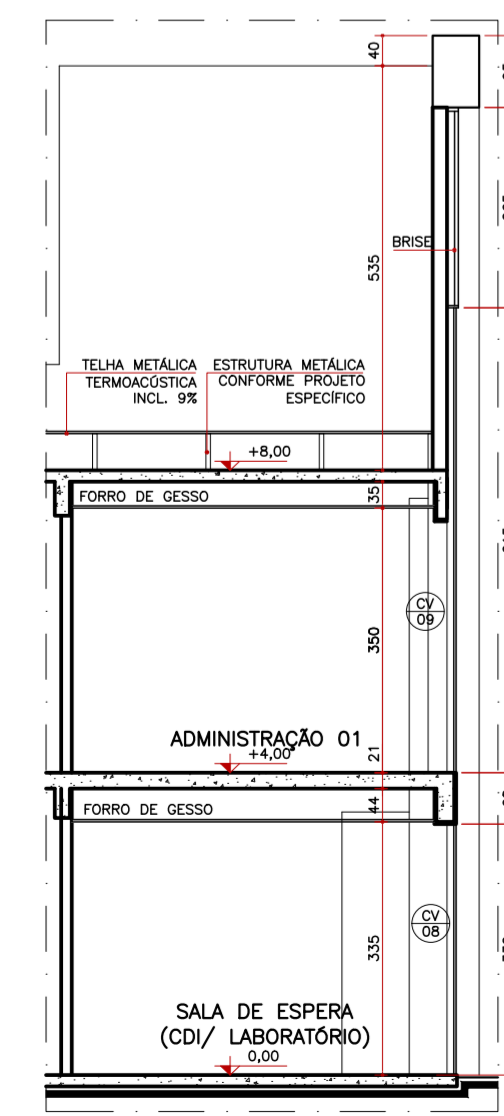 40
BRISE
535
TELHA METÁLICA
TERMOACÚSTICA
INCL. 9%
ESTRUTURA METÁLICA
CONFORME PROJETO
ESPECÍFICO
+8,00
FORRO DE GESSO
35
CV
09
350
ADMINISTRAÇÃO 01
+4,00
21
FORRO DE GESSO
44
CV
08
335
SALA DE ESPERA
(CDI/ LABORATÓRIO)
0,00